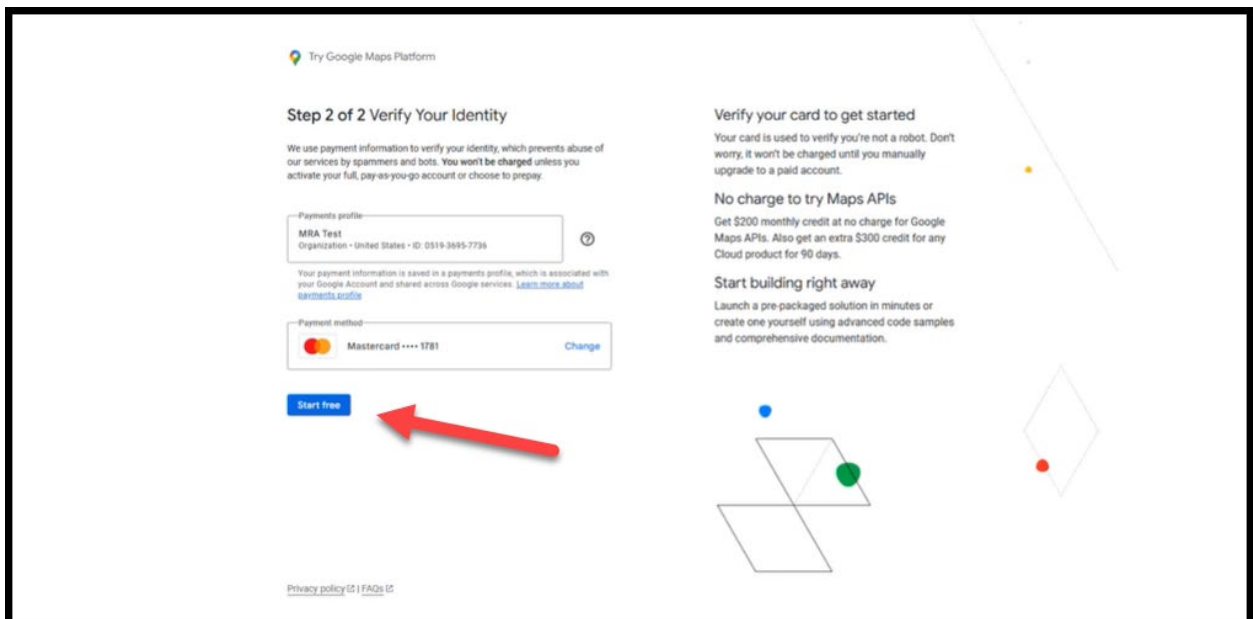 Try Google Maps Platform
Step 2 of 2 Verify Your Identity
We use payment information to verify your identity, which prevents abuse of
our services by spammers and bots. You won't be charged unless you
activate your full, pay-as-you-go account or choose to prepay.
Payments profile
MRA Test
Organization • United States • ID: 0519-3695-7736
Your payment information is saved in a payments profile, which is associated with
your Google Account and shared across Google services. Learn more about
payments profile
Payment method
Mastercard •••• 1781
Change
Start free
Privacy policy | FAQs
Verify your card to get started
Your card is used to verify you're not a robot. Don't
worry, it won't be charged until you manually
upgrade to a paid account.
No charge to try Maps APIs
Get $200 monthly credit at no charge for Google
Maps APIs. Also get an extra $300 credit for any
Cloud product for 90 days.
Start building right away
Launch a pre-packaged solution in minutes or
create one yourself using advanced code samples
and comprehensive documentation.